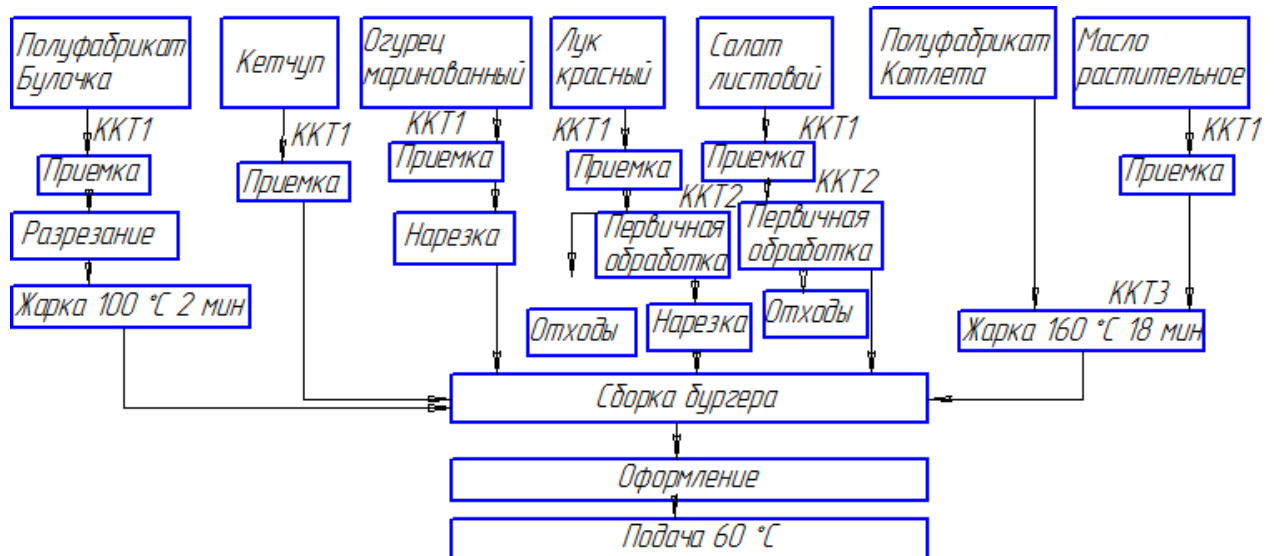 Полуфабрикат
Булочка
Кетчуп
Огурец
маринованный
Лук
красный
Салат
листовой
Полуфабрикат
Котлета
Масло
растительное
ККТ1
ККТ1
ККТ1
ККТ1
ККТ1
ККТ1
Приемка
Приемка
Приемка
Приемка
Приемка
Приемка
ККТ2
ККТ2
Разрезание
Нарезка
Первичная
обработка
Первичная
обработка
Жарка 100 °С 2 мин
Отходы
Нарезка
Отходы
ККТ3
Жарка 160 °С 18 мин
Сборка бургера
Оформление
Подача 60 °С